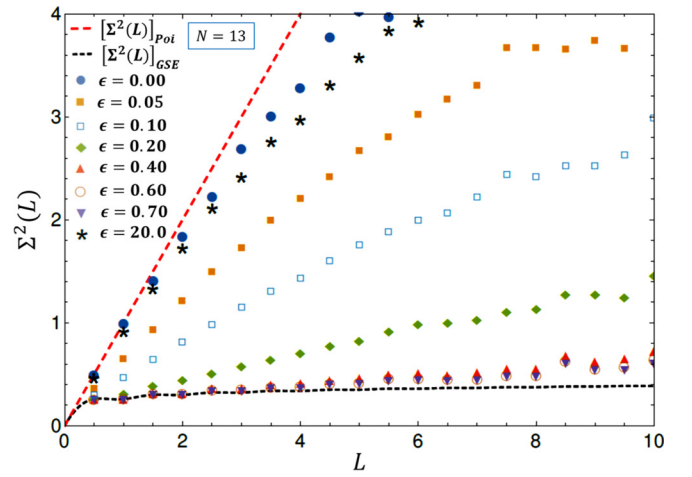 4
3
2
1
0
0
2
4
6
8
10
Σ²(L)
L
[Σ²(L)]Poi
[Σ²(L)]GSE
N = 13
ϵ = 0.00
ϵ = 0.05
ϵ = 0.10
ϵ = 0.20
ϵ = 0.40
ϵ = 0.60
ϵ = 0.70
ϵ = 20.0